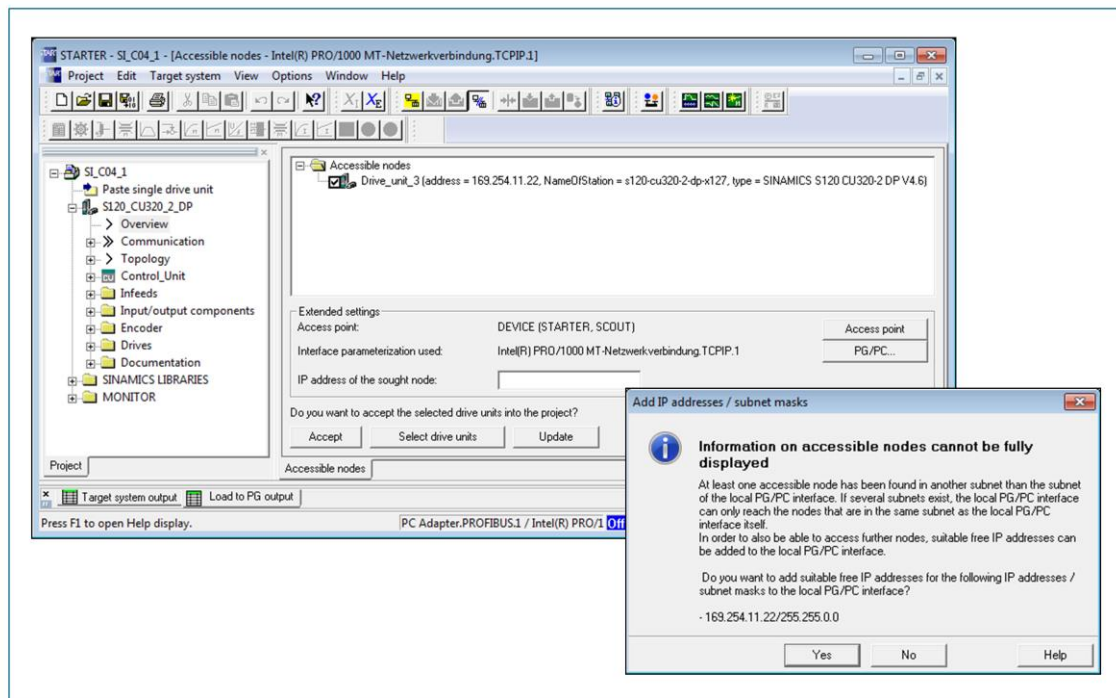 STARTER - SI_C04_1 - [Accessible nodes - Intel(R) PRO/1000 MT-Netzwerkverbindung.TCPIP.1]
Project Edit Target system View Options Window Help
SI_C04_1
Paste single drive unit
S120_CU320_2_DP
Overview
Communication
Topology
Control_Unit
Infeeds
Input/output components
Encoder
Drives
Documentation
SINAMICS LIBRARIES
MONITOR
Project
Accessible nodes
Drive_unit_3 (address = 169.254.11.22, NameOfStation = s120-cu320-2-dp-x127, type = SINAMICS S120 CU320-2 DP V4.6)
Extended settings
Access point: DEVICE (STARTER, SCOUT) Access point
Interface parameterization used: Intel(R) PRO/1000 MT-Netzwerkverbindung.TCPIP.1 PG/PC...
IP address of the sought node:
Do you want to accept the selected drive units into the project?
Accept Select drive units Update
Accessible nodes
Target system output Load to PG output
Press F1 to open Help display. PC Adapter.PROFIBUS.1 / Intel(R) PRO/1 Off
Add IP addresses / subnet masks
Information on accessible nodes cannot be fully
displayed
At least one accessible node has been found in another subnet than the subnet
of the local PG/PC interface. If several subnets exist, the local PG/PC interface
can only reach the nodes that are in the same subnet as the local PG/PC
interface itself.
In order to also be able to access further nodes, suitable free IP addresses can
be added to the local PG/PC interface.
Do you want to add suitable free IP addresses for the following IP addresses /
subnet masks to the local PG/PC interface?
- 169.254.11.22/255.255.0.0
Yes No Help